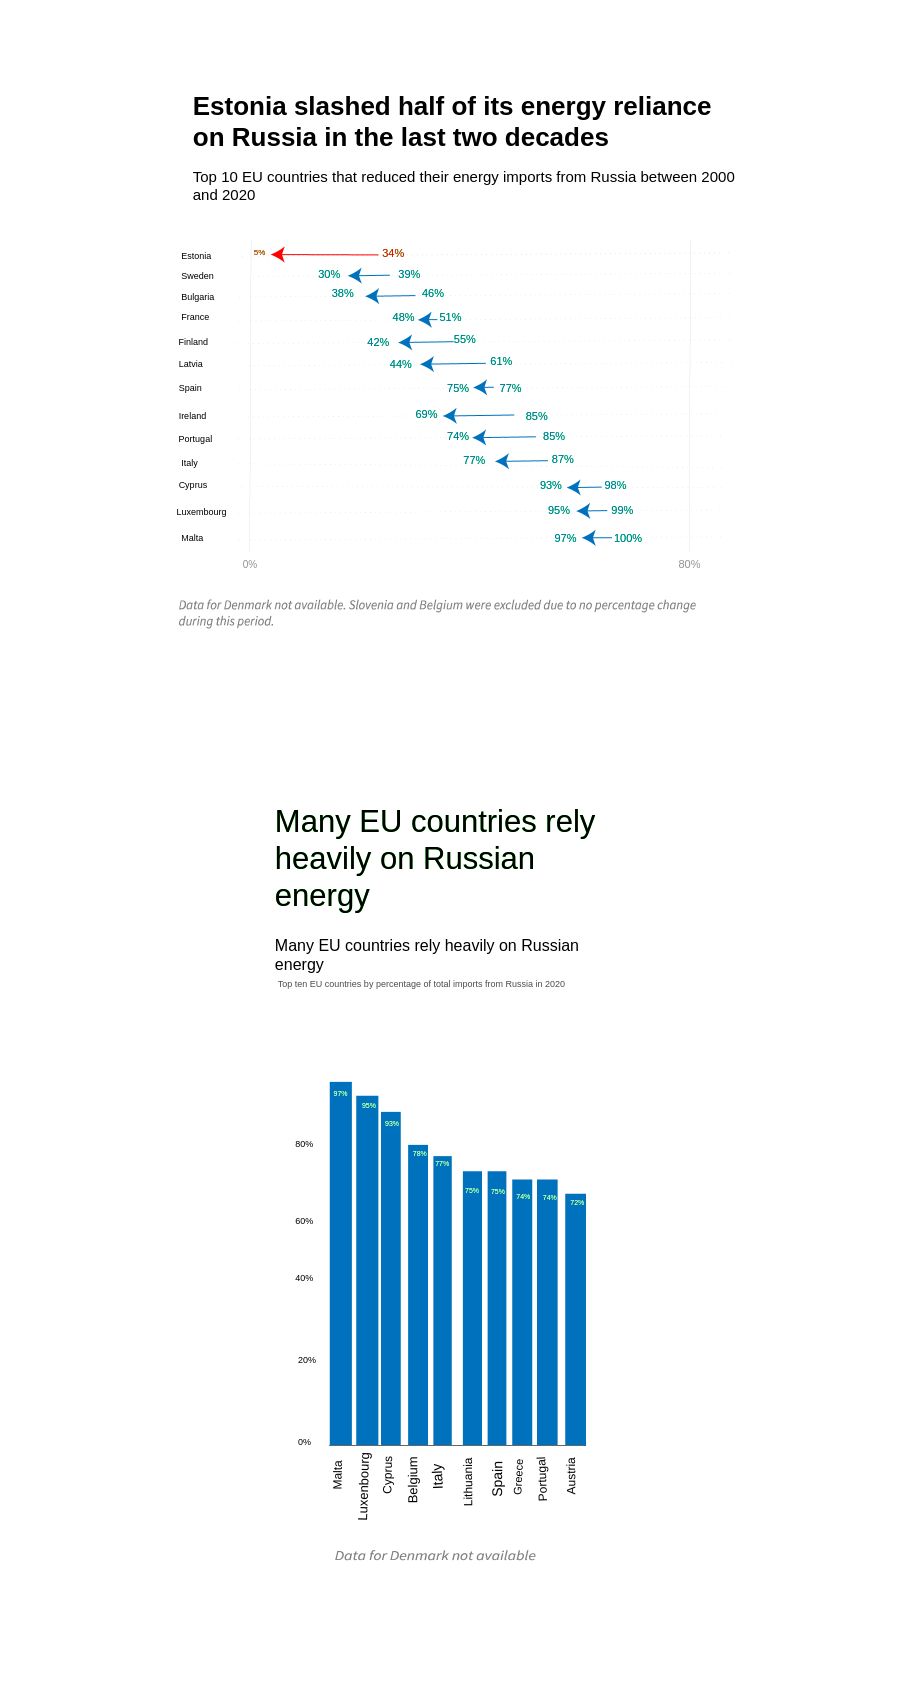 Estonia slashed half of its energy reliance
on Russia in the last two decades
Top 10 EU countries that reduced their energy imports from Russia between 2000
and 2020
Estonia 5% 34%
Sweden 30% 39%
Bulgaria 38% 46%
France 48% 51%
Finland 42% 55%
Latvia 44% 61%
Spain 75% 77%
Ireland 69% 85%
Portugal 74% 85%
Italy 77% 87%
Cyprus 93% 98%
Luxembourg 95% 99%
Malta 97% 100%
0% 80%
Data for Denmark not available. Slovenia and Belgium were excluded due to no percentage change
during this period.
Many EU countries rely
heavily on Russian
energy
Many EU countries rely heavily on Russian
energy
Top ten EU countries by percentage of total imports from Russia in 2020
97%
95%
93%
78%
77%
75%
75%
74%
74%
72%
80%
60%
40%
20%
0%
Malta
Luxenbourg
Cyprus
Belgium
Italy
Lithuania
Spain
Greece
Portugal
Austria
Data for Denmark not available